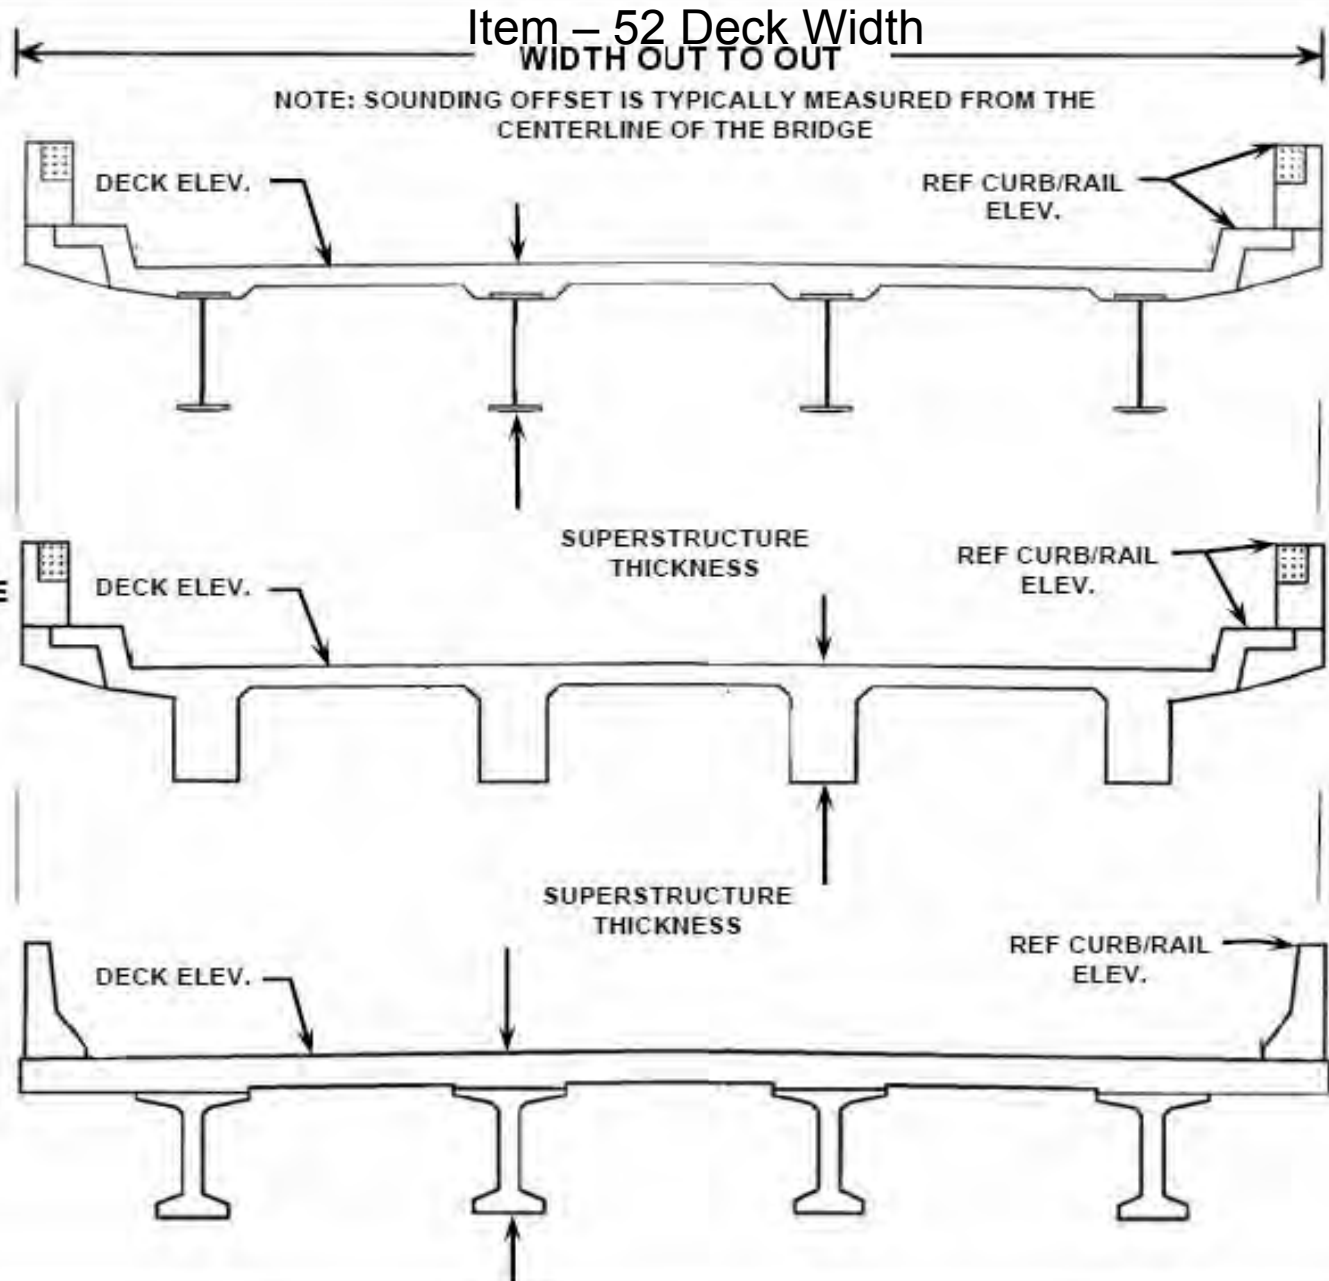 Item – 52 Deck Width
WIDTH OUT TO OUT
NOTE: SOUNDING OFFSET IS TYPICALLY MEASURED FROM THE
CENTERLINE OF THE BRIDGE
DECK ELEV.
REF CURB/RAIL
ELEV.
SUPERSTRUCTURE
THICKNESS
DECK ELEV.
REF CURB/RAIL
ELEV.
SUPERSTRUCTURE
THICKNESS
DECK ELEV.
REF CURB/RAIL
ELEV.